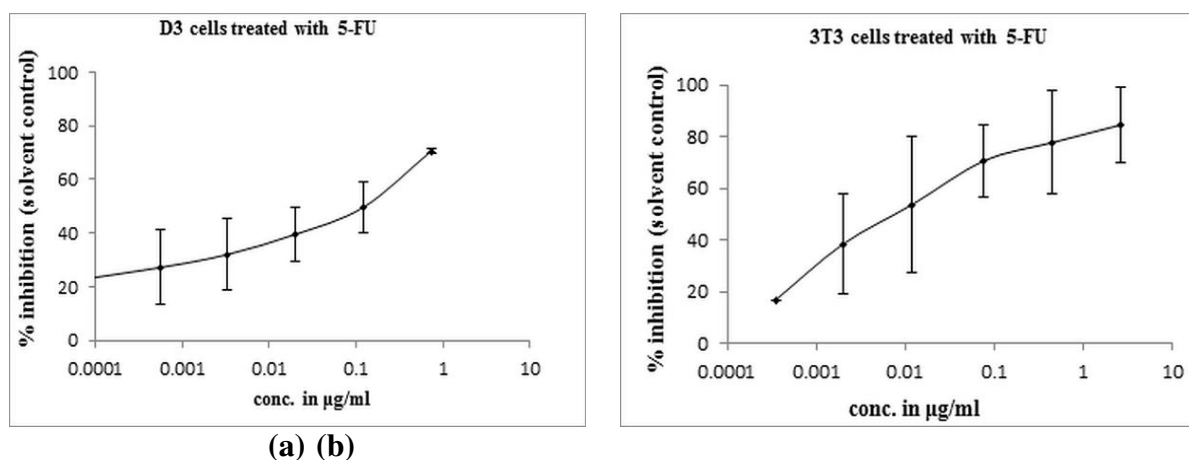 D3 cells treated with 5-FU
% inhibition (solvent control)
100
80
60
40
20
0
0.0001 0.001 0.01 0.1 1 10
conc. in µg/ml
3T3 cells treated with 5-FU
% inhibition (solvent control)
100
80
60
40
20
0
0.0001 0.001 0.01 0.1 1 10
conc. in µg/ml
(a) (b)